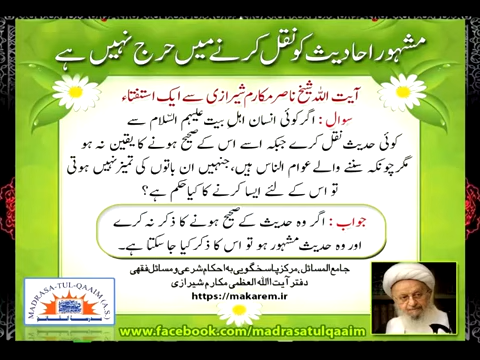 مشہور احادیث کو نقل کرنے میں حرج نہیں ہے
آیت اللہ شیخ ناصر مکارم شیرازی سے ایک استفتاء
سوال : اگر کوئی انسان اہل بیت علیہم السّلام سے
کوئی حدیث نقل کرے جبکہ اسے اس کے صحیح ہونے کا یقین نہ ہو
مگر چونکہ سننے والے عوام الناس ہیں، جنہیں ان باتوں کی تمیز نہیں ہوتی
تو اس کے لئے ایسا کرنے کا کیا حکم ہے؟
جواب : اگر وہ حدیث کے صحیح ہونے کا ذکر نہ کرے
اور وہ حدیث مشہور ہو تو اس کا ذکر کیا جا سکتا ہے۔
جامع المسائل، مرکز پاسخگویی به احکام شرعی و مسائل فقهی
دفتر آیت اللہ العظمی مکارم شیرازی
https://makarem.ir
MADRASA-TUL-QAAIM (A.S.)
www.facebook.com/madrasatulqaaim